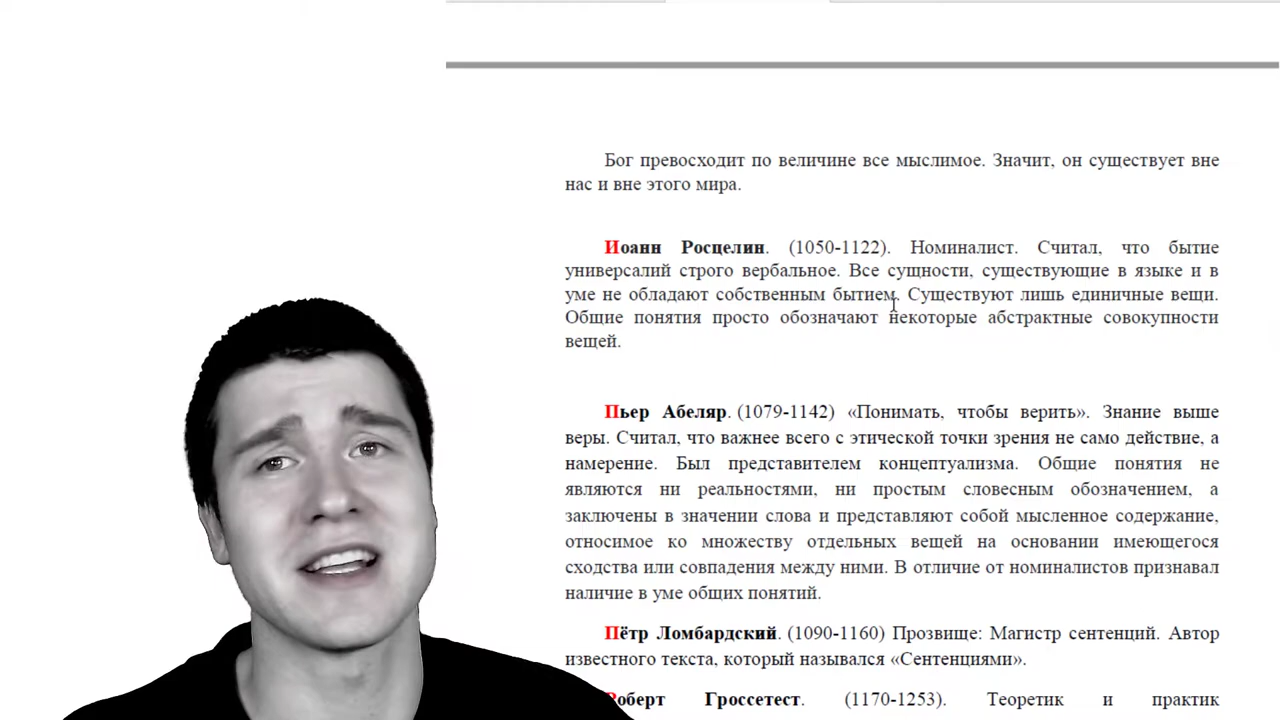 Бог превосходит по величине все мыслимое. Значит, он существует вне
нас и вне этого мира.
Иоанн Росцелин. (1050-1122). Номиналист. Считал, что бытие
универсалий строго вербальное. Все сущности, существующие в языке и в
уме не обладают собственным бытием. Существуют лишь единичные вещи.
Общие понятия просто обозначают некоторые абстрактные совокупности
вещей.
Пьер Абеляр. (1079-1142) «Понимать, чтобы верить». Знание выше
веры. Считал, что важнее всего с этической точки зрения не само действие, а
намерение. Был представителем концептуализма. Общие понятия не
являются ни реальностями, ни простым словесным обозначением, а
заключены в значении слова и представляют собой мысленное содержание,
относимое ко множеству отдельных вещей на основании имеющегося
сходства или совпадения между ними. В отличие от номиналистов признавал
наличие в уме общих понятий.
Пётр Ломбардский. (1090-1160) Прозвище: Магистр сентенций. Автор
известного текста, который назывался «Сентенциями».
Роберт Гроссетест. (1170-1253). Теоретик и практик